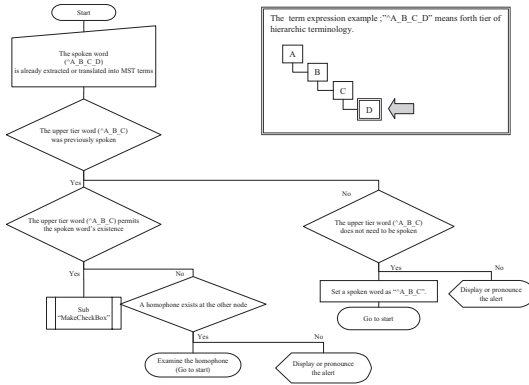 Start
The spoken word
(^A_B_C_D)
is already extracted or translated into MST terms
The term expression example ;"^A_B_C_D" means forth tier of
hierarchic terminology.
A
B
C
D
The upper tier word (^A_B_C)
was previously spoken
Yes
No
The upper tier word (^A_B_C) permits
the spoken word's existence
The upper tier word (^A_B_C)
does not need to be spoken
Yes
No
Yes
No
Sub
"MakeCheckBox"
A homophone exists at the other node
Set a spoken word as "^A_B_C".
Display or pronounce
the alert
Go to start
Yes
No
Examine the homophone
(Go to start)
Display or pronounce
the alert